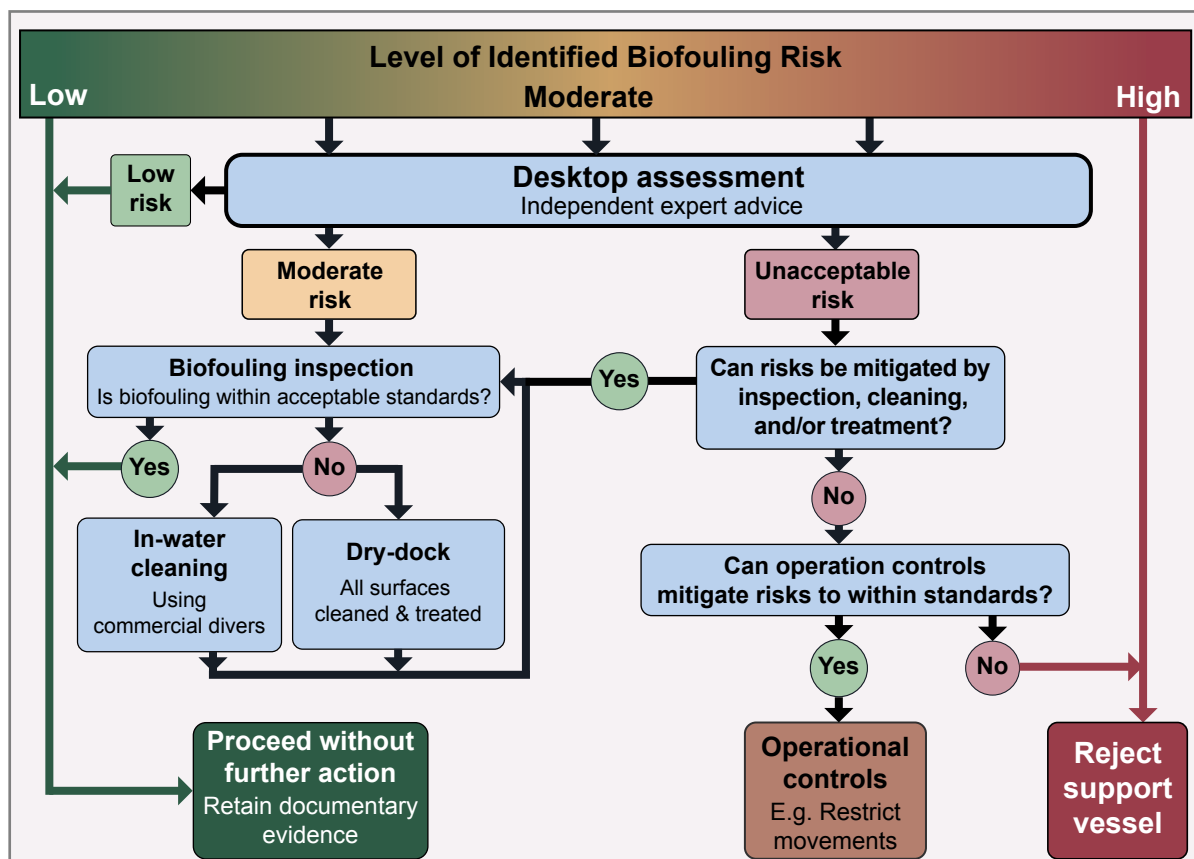 Level of Identified Biofouling Risk
Low
Moderate
High
Low
risk
Desktop assessment
Independent expert advice
Moderate
risk
Unacceptable
risk
Biofouling inspection
Is biofouling within acceptable standards?
Yes
Can risks be mitigated by
inspection, cleaning,
and/or treatment?
Yes
No
No
In-water
cleaning
Using
commercial divers
Dry-dock
All surfaces
cleaned & treated
Can operation controls
mitigate risks to within standards?
Yes
No
Proceed without
further action
Retain documentary
evidence
Operational
controls
E.g. Restrict
movements
Reject
support
vessel